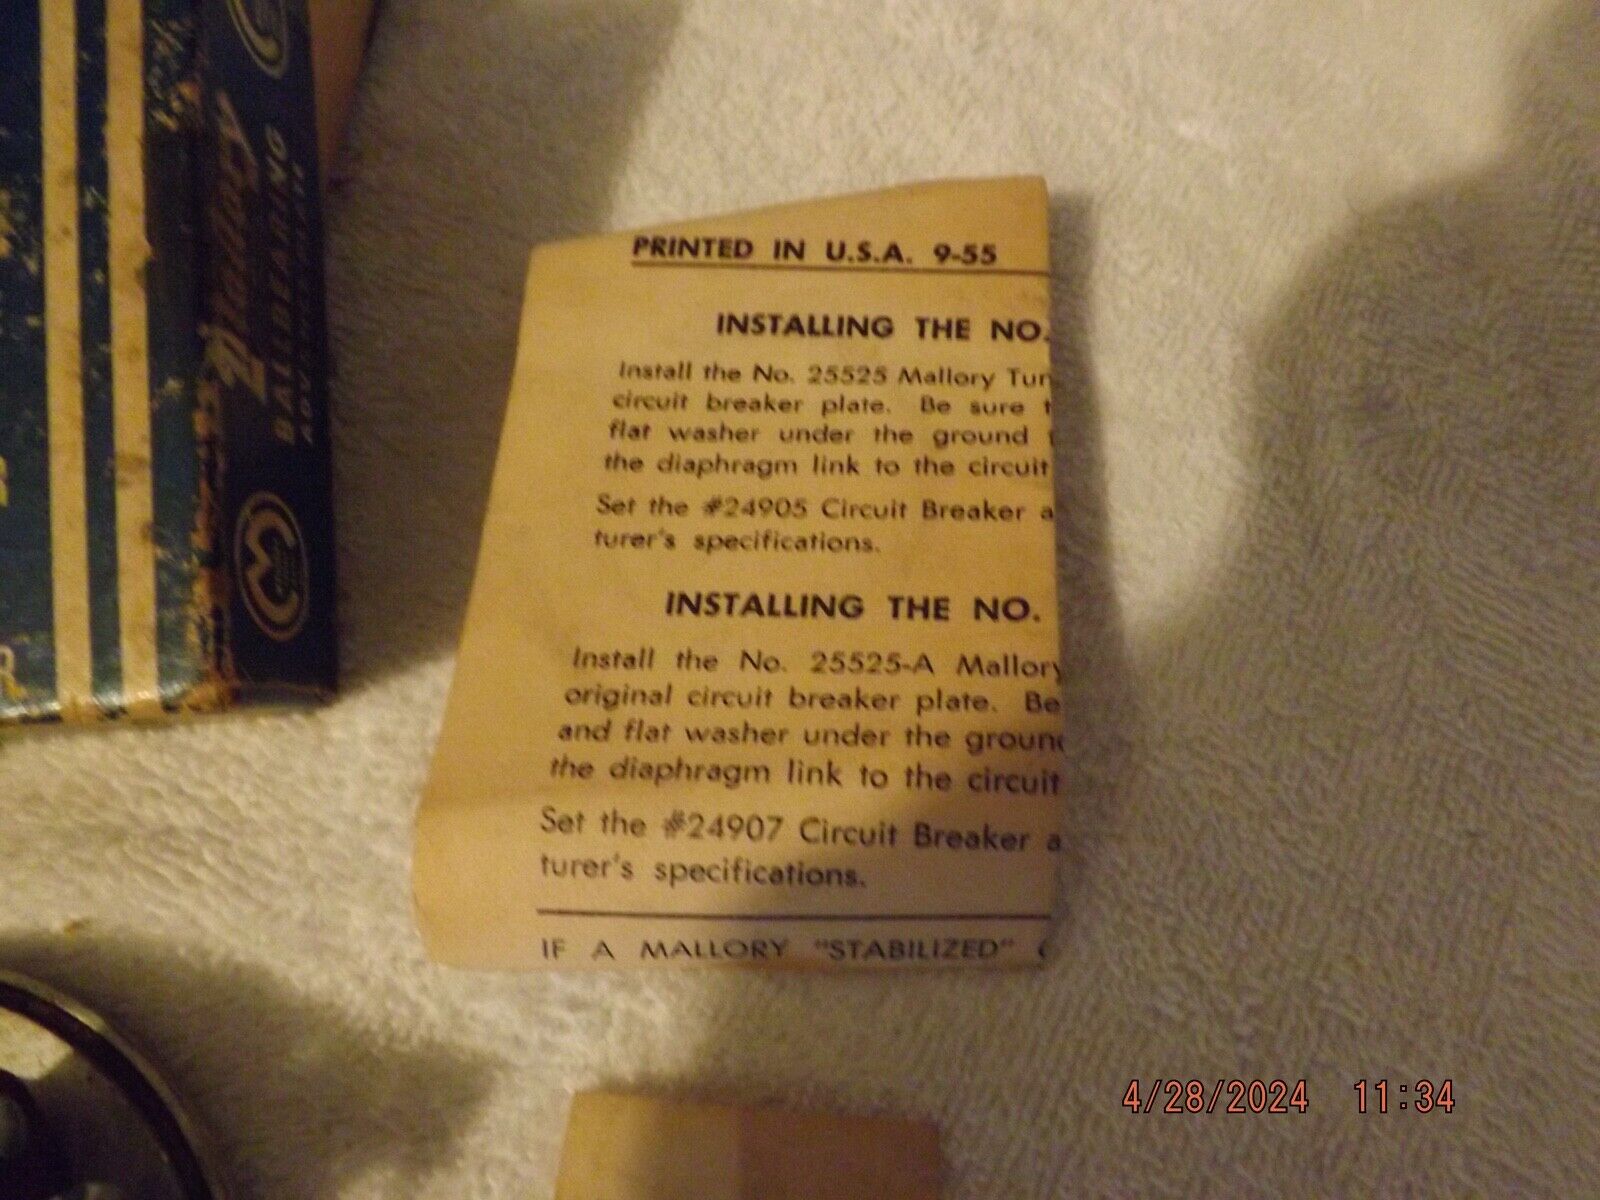 PRINTED IN U.S.A. 9-55
INSTALLING THE NO.
Install the No. 25525 Mallory Tun
circuit breaker plate. Be sure t
flat washer under the ground t
the diaphragm link to the circuit
Set the #24905 Circuit Breaker a
turer's specifications.
INSTALLING THE NO.
Install the No. 25525-A Mallory
original circuit breaker plate. Be
and flat washer under the ground
the diaphragm link to the circuit
Set the #24907 Circuit Breaker a
turer's specifications.
IF A MALLORY "STABILIZED"
Mallory
BALLBEARING
4/28/2024 11:34